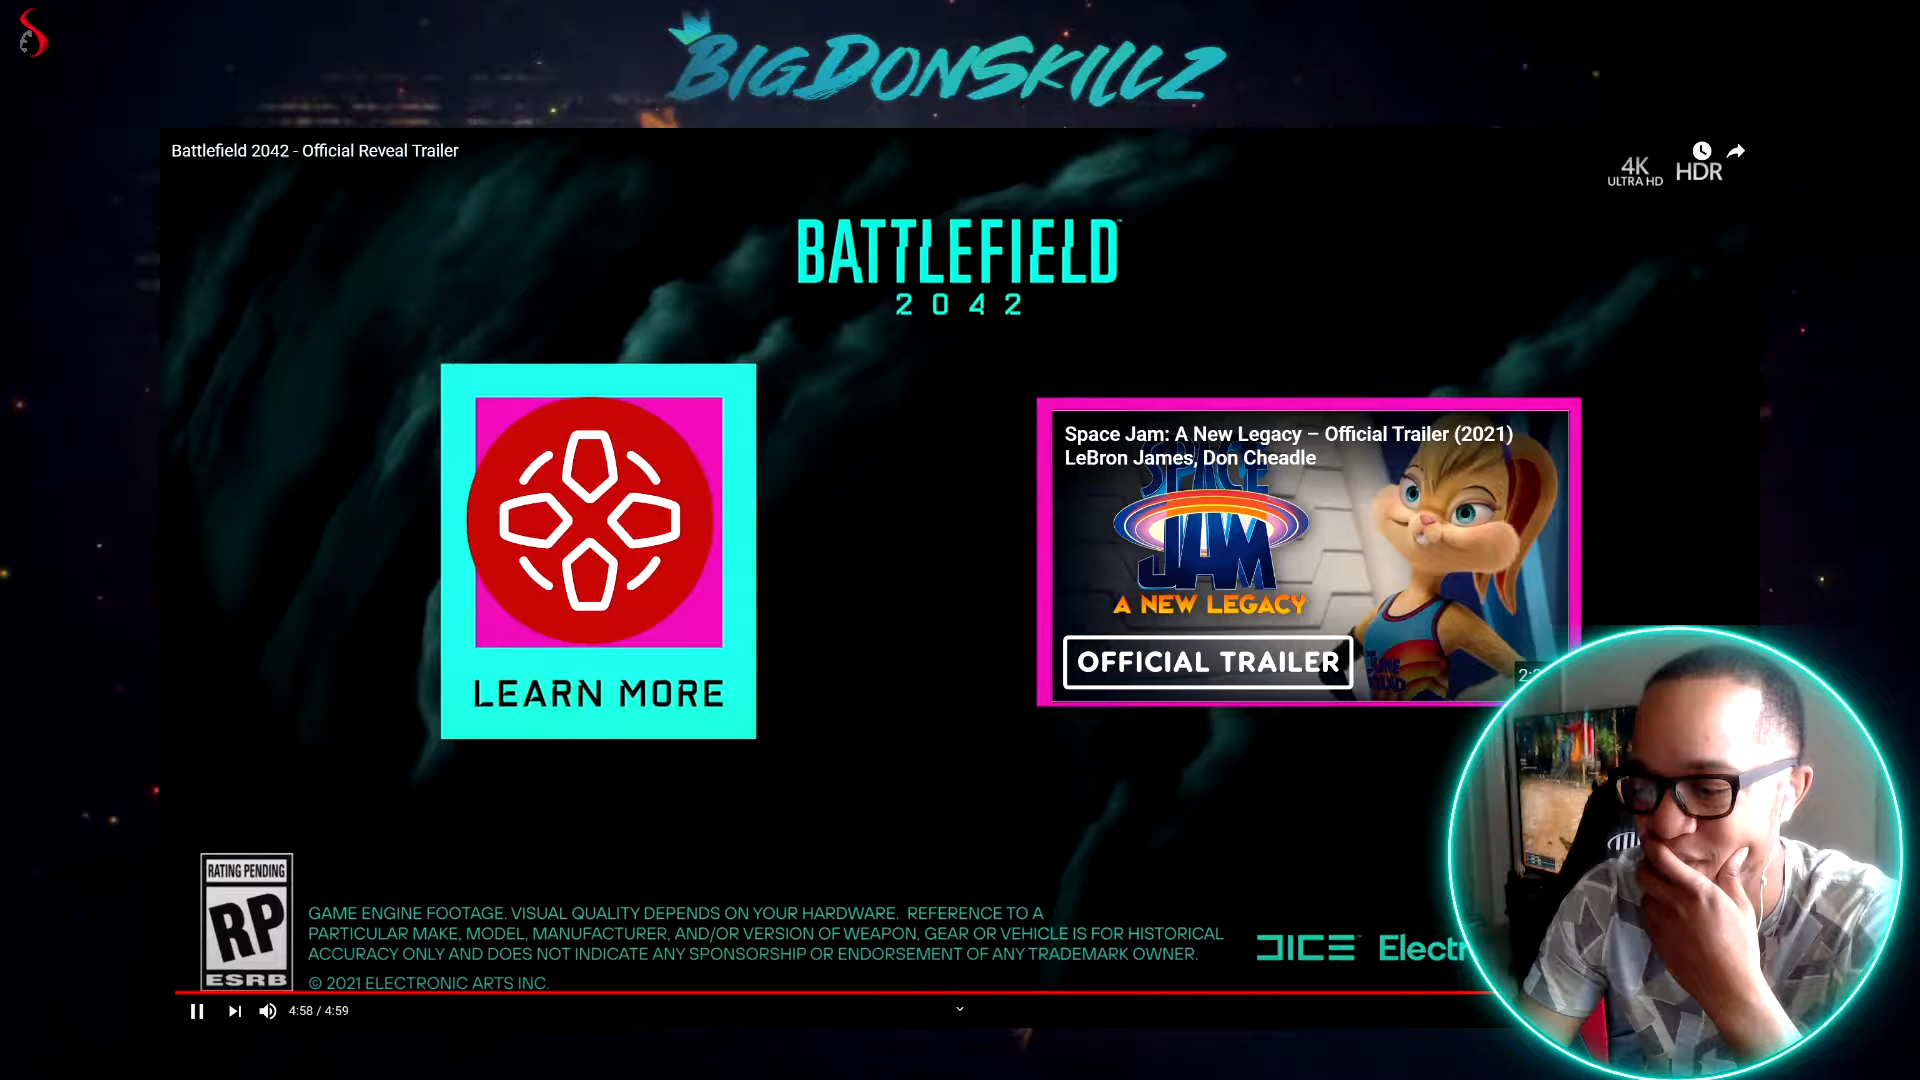 BIGDONSKILLZ
Battlefield 2042 - Official Reveal Trailer
4K
ULTRA HD
HDR
BATTLEFIELD™
2042
Space Jam: A New Legacy – Official Trailer (2021)
LeBron James, Don Cheadle
SPACE
JAM
A NEW LEGACY
OFFICIAL TRAILER
LEARN MORE
RATING PENDING
RP
ESRB
GAME ENGINE FOOTAGE. VISUAL QUALITY DEPENDS ON YOUR HARDWARE. REFERENCE TO A
PARTICULAR MAKE, MODEL, MANUFACTURER, AND/OR VERSION OF WEAPON, GEAR OR VEHICLE IS FOR HISTORICAL
ACCURACY ONLY AND DOES NOT INDICATE ANY SPONSORSHIP OR ENDORSEMENT OF ANY TRADEMARK OWNER.
© 2021 ELECTRONIC ARTS INC.
DICE Electr
4:58 / 4:59